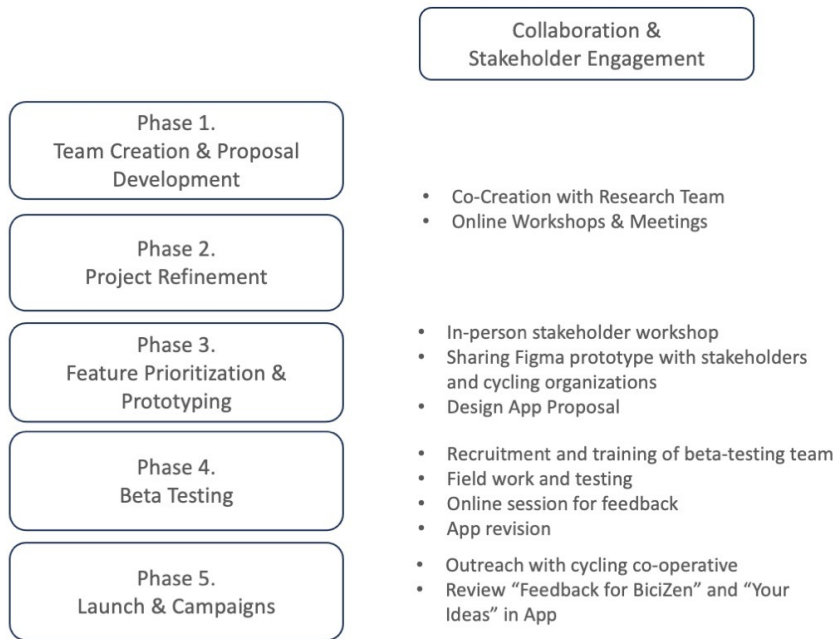 Collaboration &
Stakeholder Engagement
Phase 1.
Team Creation & Proposal
Development
• Co-Creation with Research Team
• Online Workshops & Meetings
Phase 2.
Project Refinement
Phase 3.
Feature Prioritization &
Prototyping
• In-person stakeholder workshop
• Sharing Figma prototype with stakeholders
and cycling organizations
• Design App Proposal
Phase 4.
Beta Testing
• Recruitment and training of beta-testing team
• Field work and testing
• Online session for feedback
• App revision
Phase 5.
Launch & Campaigns
• Outreach with cycling co-operative
• Review “Feedback for BiciZen” and “Your
Ideas” in App